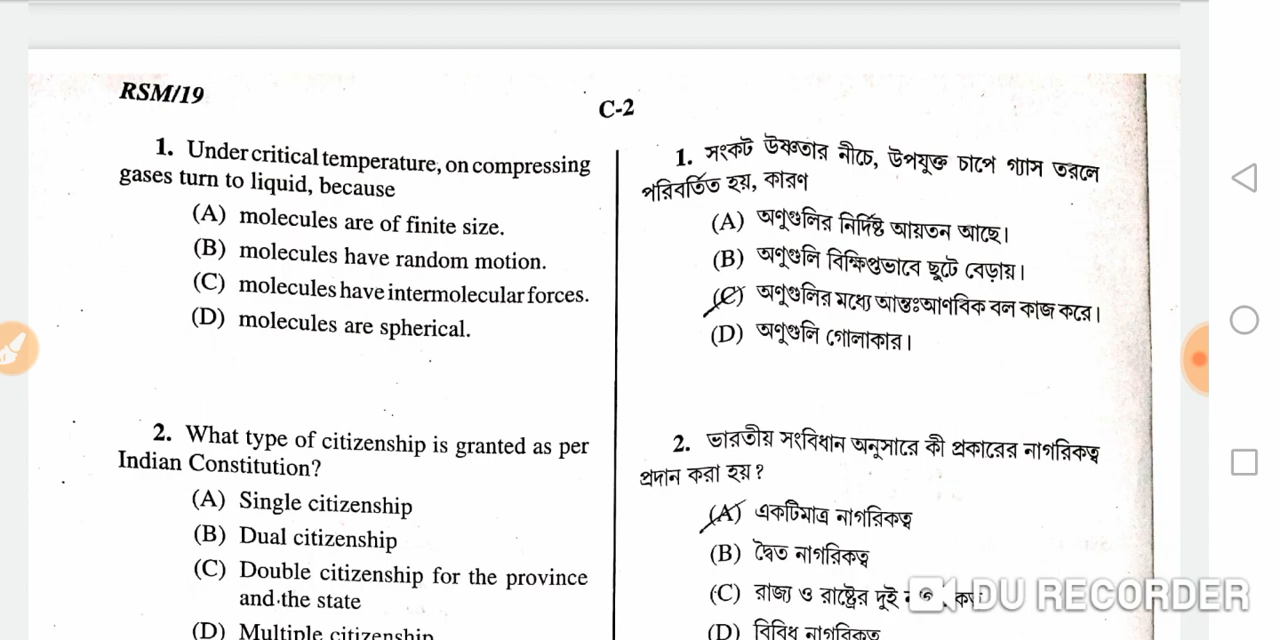 RSM/19
C-2
1. Under critical temperature, on compressing
gases turn to liquid, because
(A) molecules are of finite size.
(B) molecules have random motion.
(C) molecules have intermolecular forces.
(D) molecules are spherical.
2. What type of citizenship is granted as per
Indian Constitution?
(A) Single citizenship
(B) Dual citizenship
(C) Double citizenship for the province
and the state
(D) Multiple citizenship
1. সংকট উষ্ণতার নীচে, উপযুক্ত চাপে গ্যাস তরলে
পরিবর্তিত হয়, কারণ
(A) অণুগুলির নির্দিষ্ট আয়তন আছে।
(B) অণুগুলি বিক্ষিপ্তভাবে ছুটে বেড়ায়।
(C) অণুগুলির মধ্যে আন্তঃআণবিক বল কাজ করে।
(D) অণুগুলি গোলাকার।
2. ভারতীয় সংবিধান অনুসারে কী প্রকারের নাগরিকত্ব
প্রদান করা হয়?
(A) একটিমাত্র নাগরিকত্ব
(B) দ্বৈত নাগরিকত্ব
(C) রাজ্য ও রাষ্ট্রের দুই
(D) বিবিধ নাগরিকত্ব
DU RECORDER